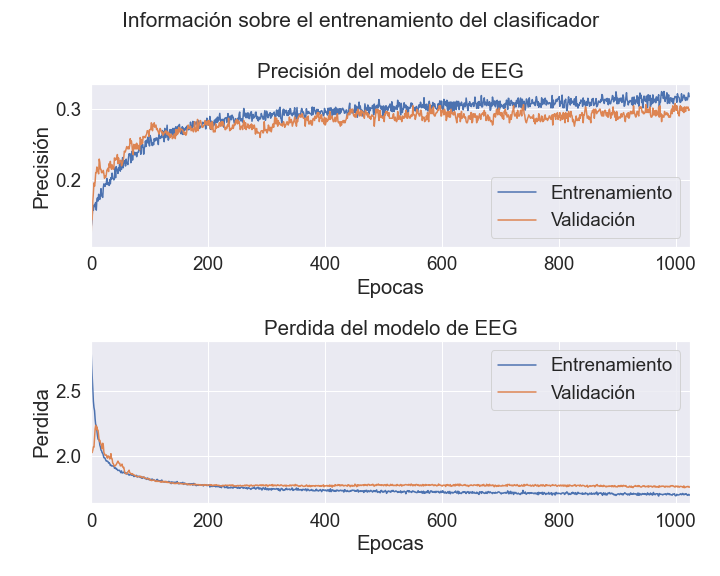 Información sobre el entrenamiento del clasificador
Precisión del modelo de EEG
0.3
0.2
Precisión
Entrenamiento
Validación
0 200 400 600 800 1000
Epocas
Perdida del modelo de EEG
2.5
2.0
Perdida
Entrenamiento
Validación
0 200 400 600 800 1000
Epocas